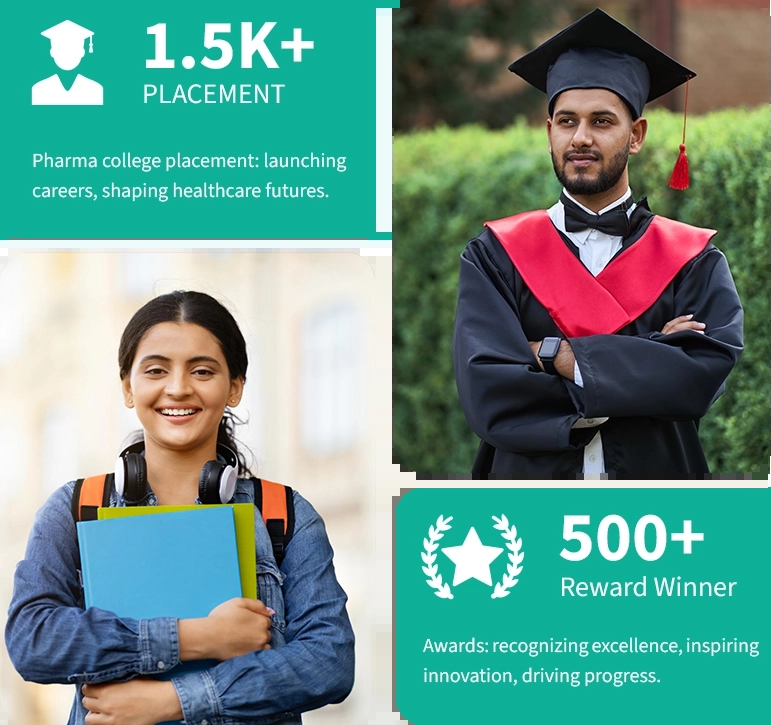 1.5K+
PLACEMENT
Pharma college placement: launching
careers, shaping healthcare futures.
500+
Reward Winner
Awards: recognizing excellence, inspiring
innovation, driving progress.